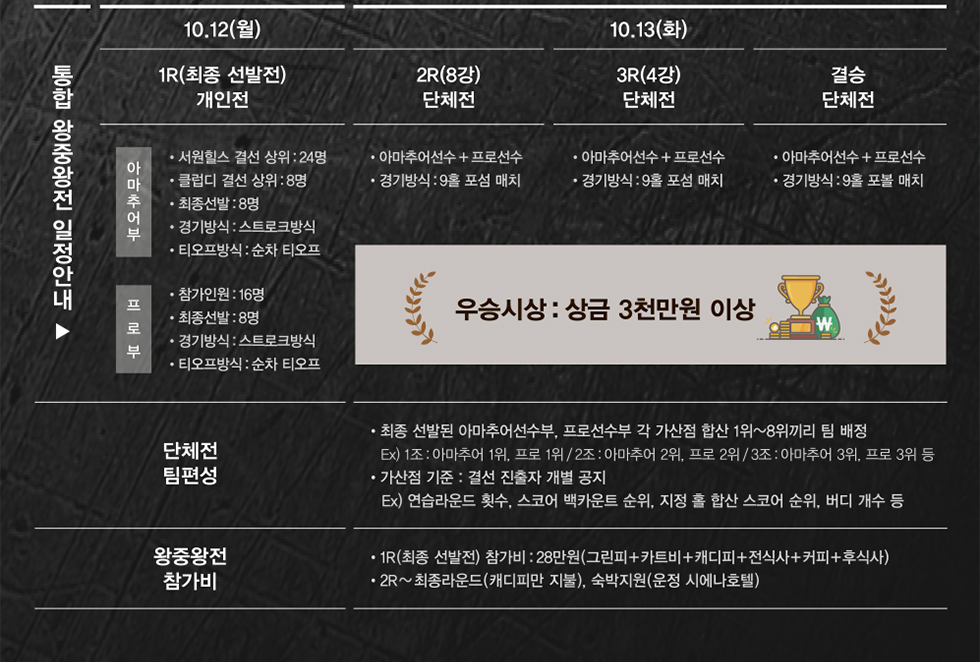 통합 왕중왕전 일정안내 ▶
10.12(월)
10.13(화)
1R(최종 선발전)
개인전
2R(8강)
단체전
3R(4강)
단체전
결승
단체전
아마추어부
• 서원힐스 결선 상위 : 24명
• 클럽디 결선 상위 : 8명
• 최종선발 : 8명
• 경기방식 : 스트로크방식
• 티오프방식 : 순차 티오프
프로부
• 참가인원 : 16명
• 최종선발 : 8명
• 경기방식 : 스트로크방식
• 티오프방식 : 순차 티오프
• 아마추어선수 + 프로선수
• 경기방식 : 9홀 포섬 매치
• 아마추어선수 + 프로선수
• 경기방식 : 9홀 포섬 매치
• 아마추어선수 + 프로선수
• 경기방식 : 9홀 포볼 매치
우승시상 : 상금 3천만원 이상
₩
단체전
팀편성
• 최종 선발된 아마추어선수부, 프로선수부 각 가산점 합산 1위~8위끼리 팀 배정
Ex) 1조 : 아마추어 1위, 프로 1위 / 2조 : 아마추어 2위, 프로 2위 / 3조 : 아마추어 3위, 프로 3위 등
• 가산점 기준 : 결선 진출자 개별 공지
Ex) 연습라운드 횟수, 스코어 백카운트 순위, 지정 홀 합산 스코어 순위, 버디 개수 등
왕중왕전
참가비
• 1R(최종 선발전) 참가비 : 28만원(그린피+카트비+캐디피+전식사+커피+후식사)
• 2R~최종라운드(캐디피만 지불), 숙박지원(운정 시에나호텔)